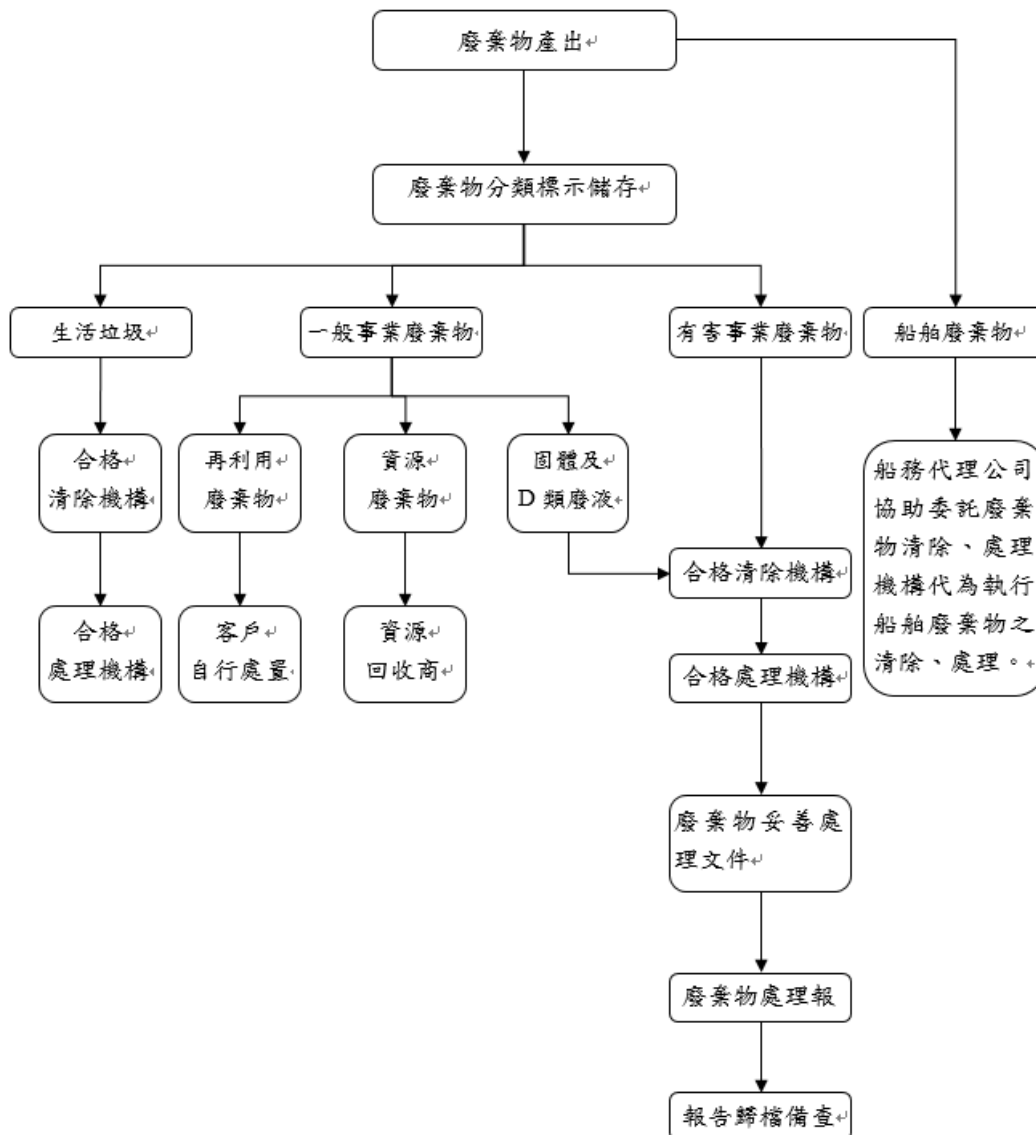 廢棄物產出
廢棄物分類標示儲存
生活垃圾
一般事業廢棄物
有害事業廢棄物
船舶廢棄物
合格
清除機構
再利用
廢棄物
資源
廢棄物
固體及
D 類廢液
船務代理公司
協助委託廢棄
物清除、處理
機構代為執行
船舶廢棄物之
清除、處理。
合格清除機構
合格
處理機構
客戶
自行處置
資源
回收商
合格處理機構
廢棄物妥善處
理文件
廢棄物處理報
報告歸檔備查